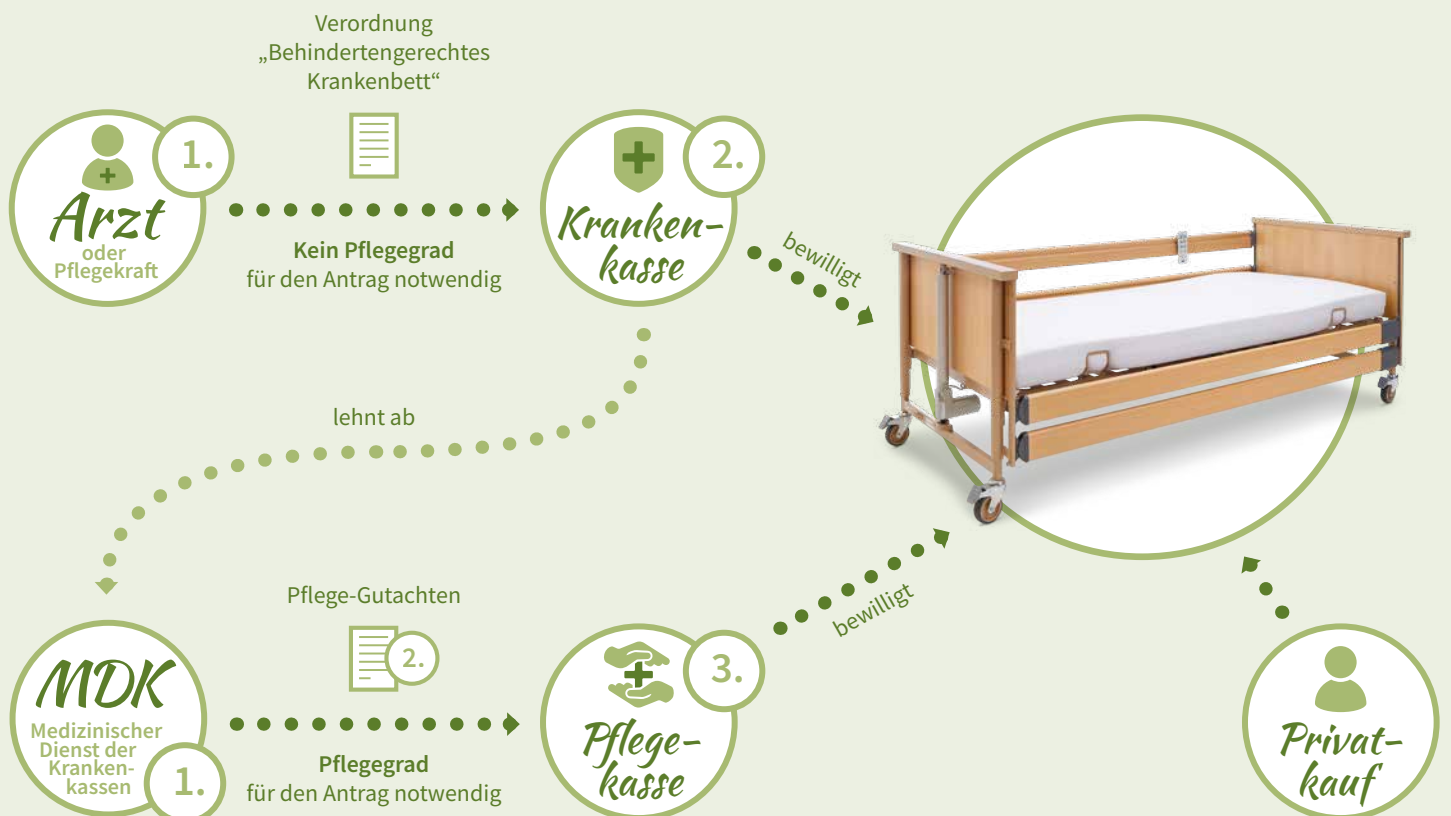 Verordnung
„Behindertengerechtes
Krankenbett“
1.
Arzt
oder
Pflegekraft
Kein Pflegegrad
für den Antrag notwendig
2.
Kranken-
kasse
bewilligt
lehnt ab
MDK
Medizinischer
Dienst der
Kranken-
kassen
1.
Pflege-Gutachten
2.
Pflegegrad
für den Antrag notwendig
3.
Pflege-
kasse
bewilligt
Privat-
kauf